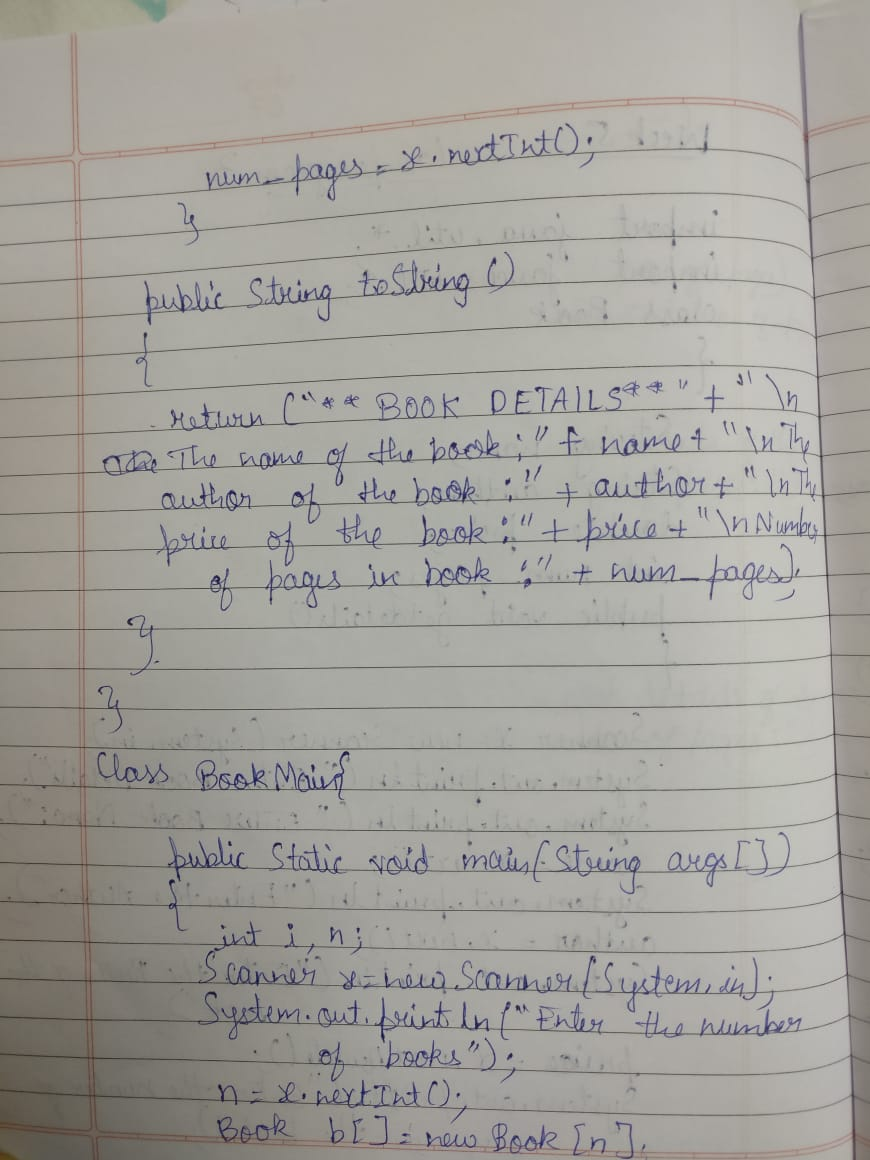 num_pages = x.nextInt();
}
public String toString ()
{
return ("** BOOK DETAILS**" + "\n
The name of the book:" + name + "\n The
author of the book :" + author + "\n The
price of the book :" + price + "\n Number
of pages in book :" + num_pages);
}
}
Class BookMain{
public Static void main(String args[])
{
int i, n;
Scanner x = new Scanner(System.in);
System.out.println("Enter the number
of books");
n = x.nextInt();
Book b[] = new Book [n];